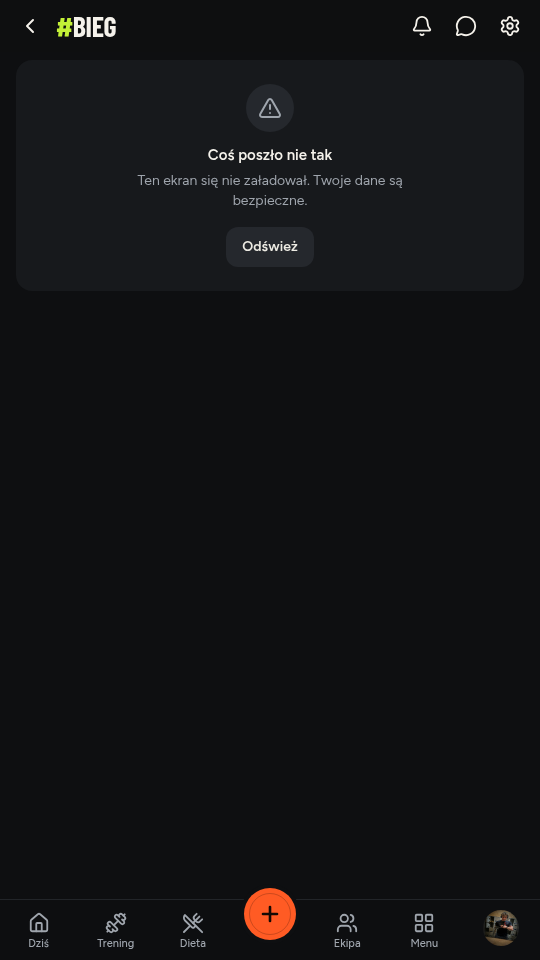 #BIEG
Coś poszło nie tak
Ten ekran się nie załadował. Twoje dane są
bezpieczne.
Odśwież
Dziś
Trening
Dieta
Ekipa
Menu